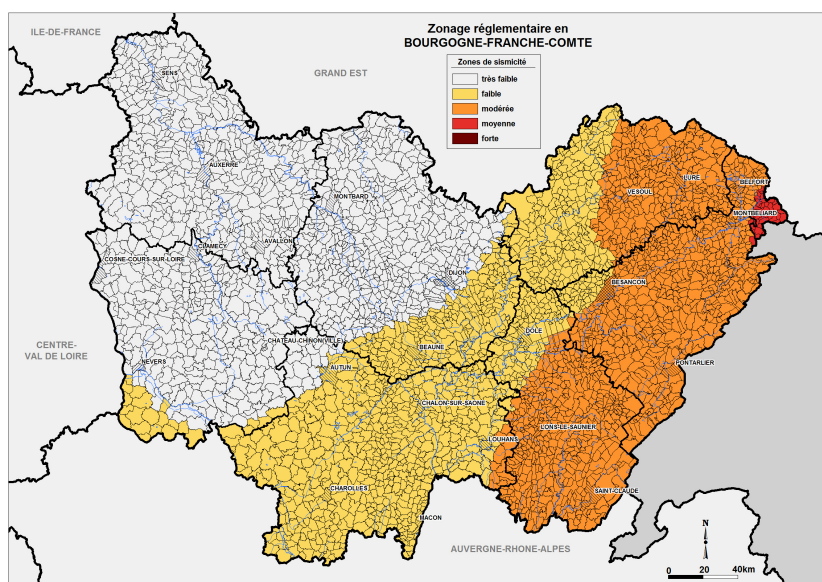 Zonage réglementaire en
BOURGOGNE-FRANCHE-COMTE
Zones de sismicité
très faible
faible
modérée
moyenne
forte
ILE-DE-FRANCE
GRAND EST
SENS
AUXERRE
MONTBARD
VESOUL
LURE
BELFORT
MONTBELIARD
CLAMECY
AVALLON
COSNE-COURS-SUR-LOIRE
DIJON
BESANCON
CENTRE-
VAL DE LOIRE
CHATEAU-CHINON(VILLE)
BEAUNE
DOLE
NEVERS
AUTUN
PONTARLIER
CHALON-SUR-SAONE
LOUHANS
LONS-LE-SAUNIER
CHAROLLES
SAINT-CLAUDE
MACON
AUVERGNE-RHONE-ALPES
N
0 20 40km